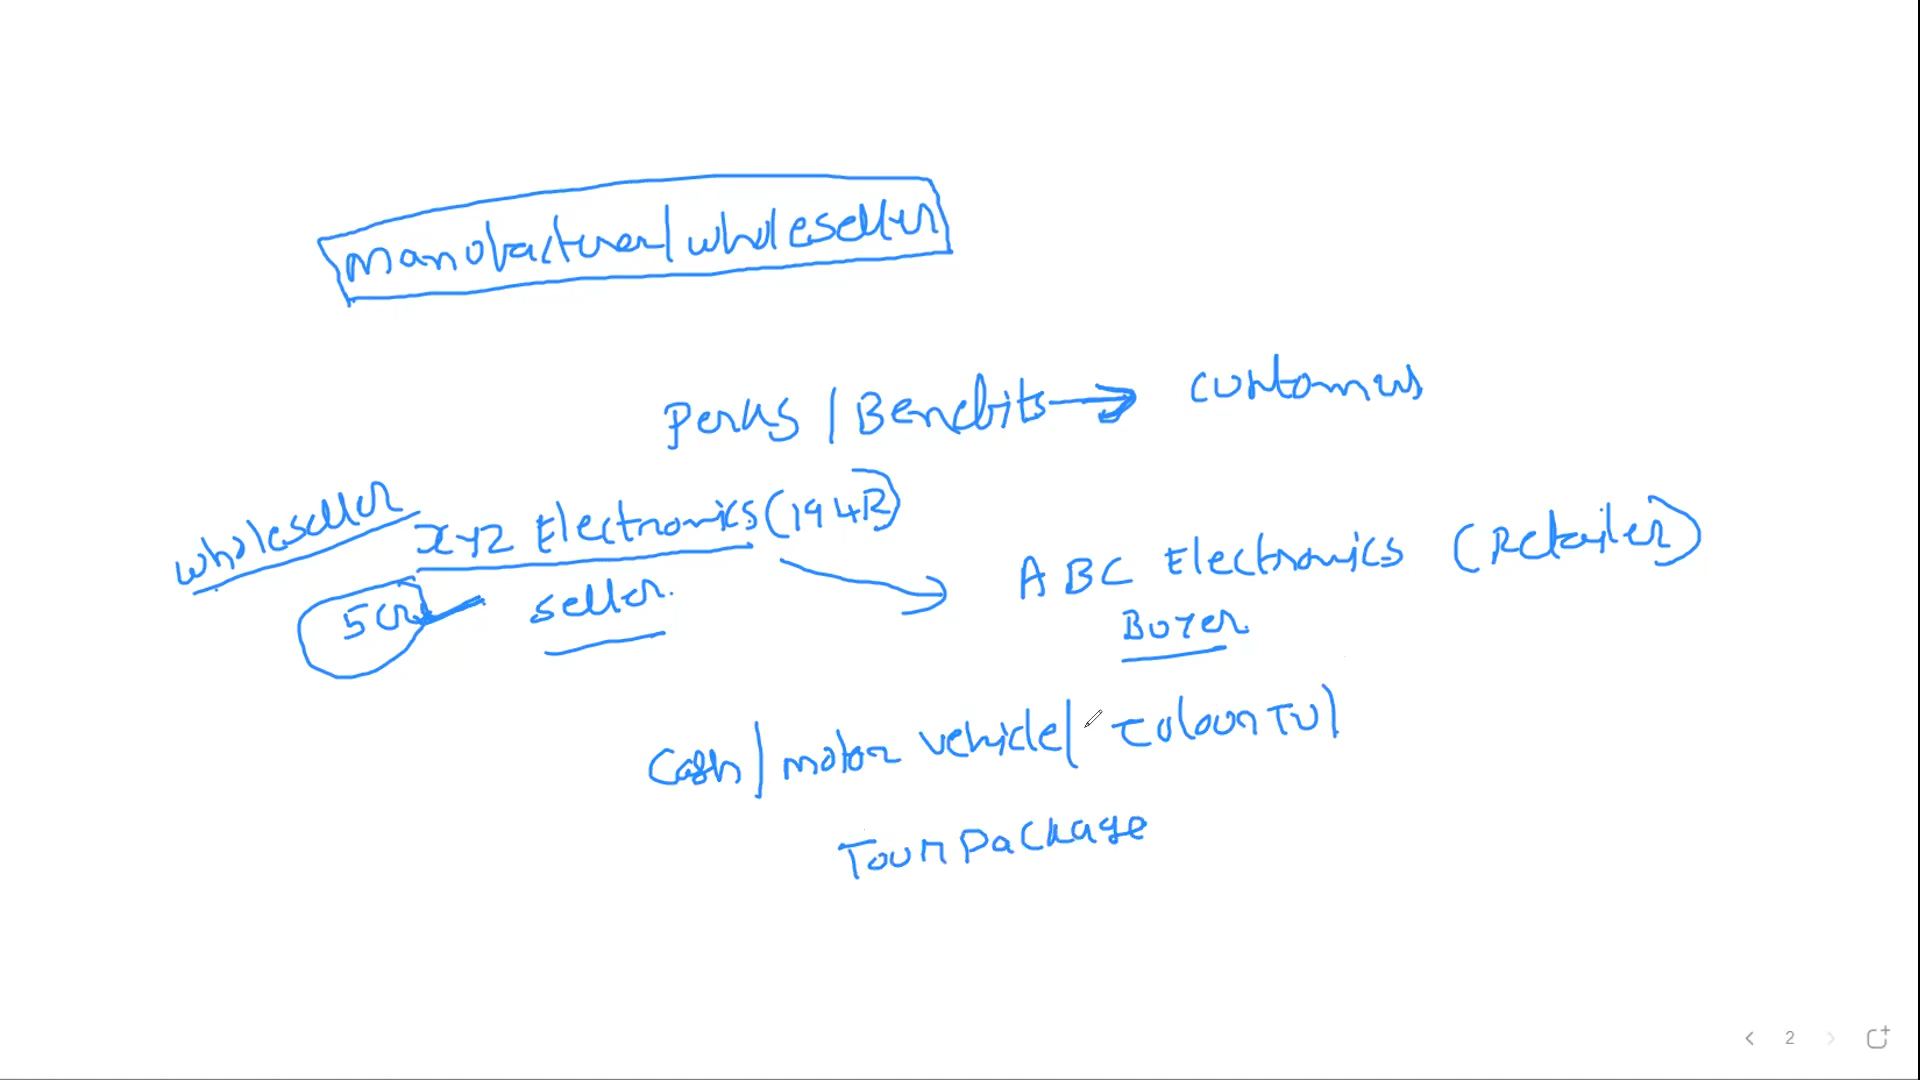 manufacturer/wholeseller
Perks / Benefits → customers
wholeseller
XYZ Electronics (194R)
ABC Electronics (Retailer)
5cr
seller.
Buyer
Cash / motor vehicle / Colour TV /
Tour Package
2